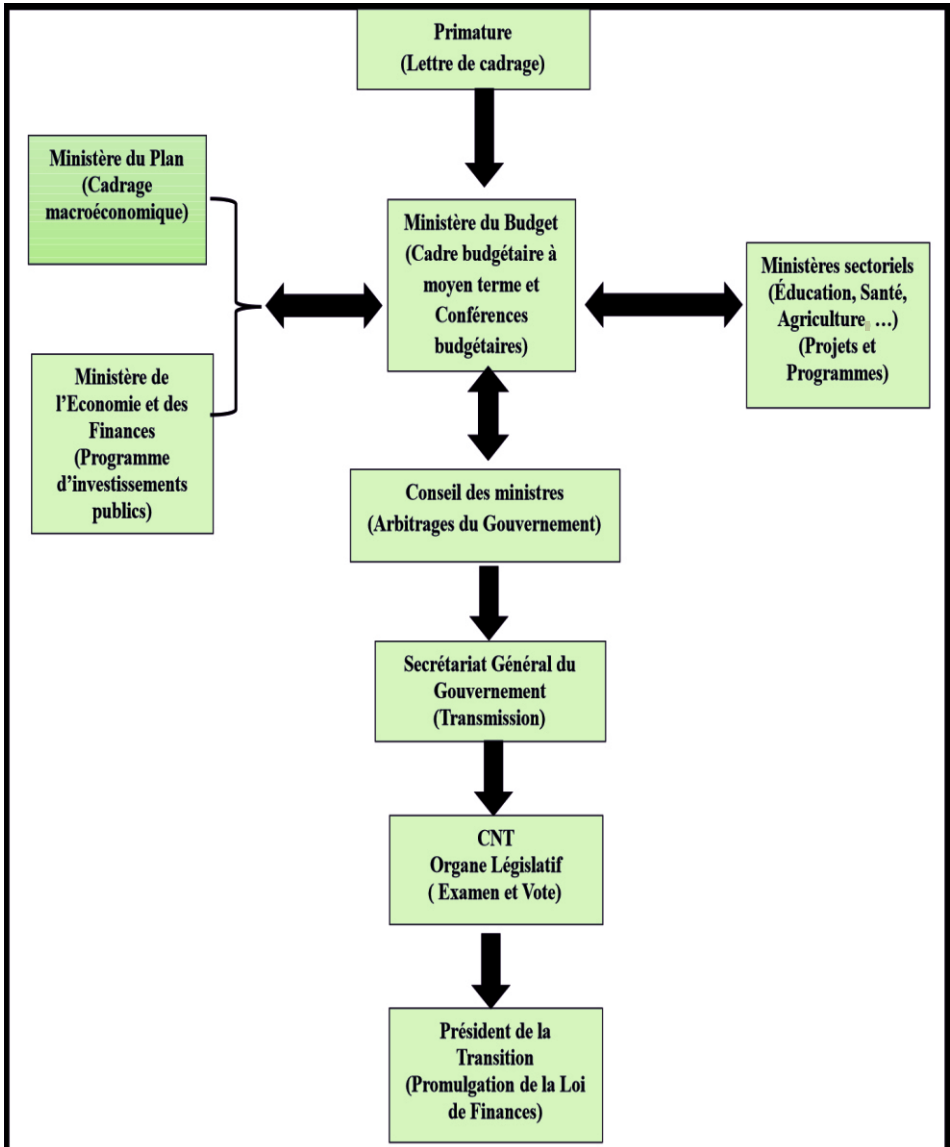 Primature
(Lettre de cadrage)
Ministère du Plan
(Cadrage
macroéconomique)
Ministère du Budget
(Cadre budgétaire à
moyen terme et
Conférences
budgétaires)
Ministères sectoriels
(Éducation, Santé,
Agriculture, …)
(Projets et
Programmes)
Ministère de
l’Economie et des
Finances
(Programme
d’investissements
publics)
Conseil des ministres
(Arbitrages du Gouvernement)
Secrétariat Général du
Gouvernement
(Transmission)
CNT
Organe Législatif
( Examen et Vote)
Président de la
Transition
(Promulgation de la Loi
de Finances)